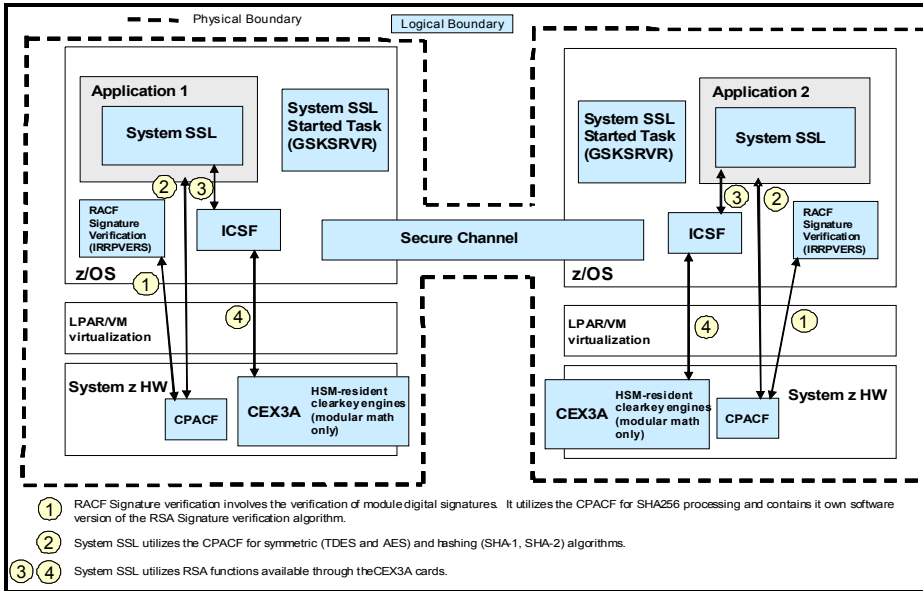 Physical Boundary
Logical Boundary
Application 1
System SSL
System SSL
Started Task
(GSKSRVR)
2
3
RACF
Signature
Verification
(IRRPVERS)
ICSF
z/OS
1
4
LPAR/VM
virtualization
System z HW
CPACF
CEX3A
HSM-resident
clearkey engines
(modular math
only)
Secure Channel
Application 2
System SSL
System SSL
Started Task
(GSKSRVR)
3
2
ICSF
RACF
Signature
Verification
(IRRPVERS)
z/OS
LPAR/VM
virtualization
4
1
System z HW
CEX3A
HSM-resident
clearkey engines
(modular math
only)
CPACF
1 RACF Signature verification involves the verification of module digital signatures. It utilizes the CPACF for SHA256 processing and contains it own software
version of the RSA Signature verification algorithm.
2 System SSL utilizes the CPACF for symmetric (TDES and AES) and hashing (SHA-1, SHA-2) algorithms.
3 4 System SSL utilizes RSA functions available through theCEX3A cards.